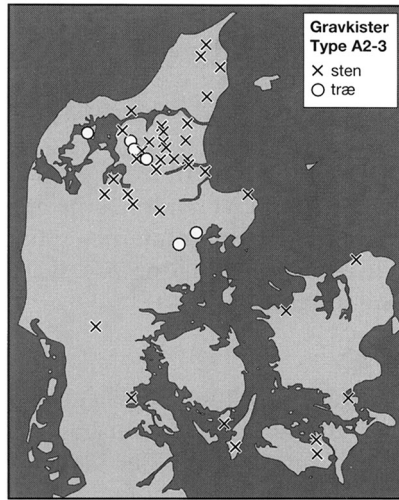 Gravkister
Type A2-3
× sten
○ træ